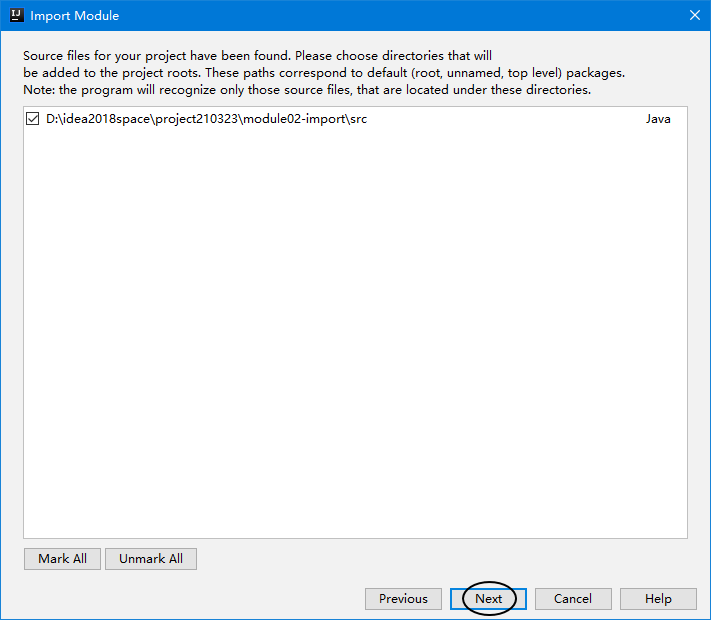 IJ Import Module
Source files for your project have been found. Please choose directories that will
be added to the project roots. These paths correspond to default (root, unnamed, top level) packages.
Note: the program will recognize only those source files, that are located under these directories.
D:\idea2018space\project210323\module02-import\src Java
Mark All Unmark All
Previous Next Cancel Help